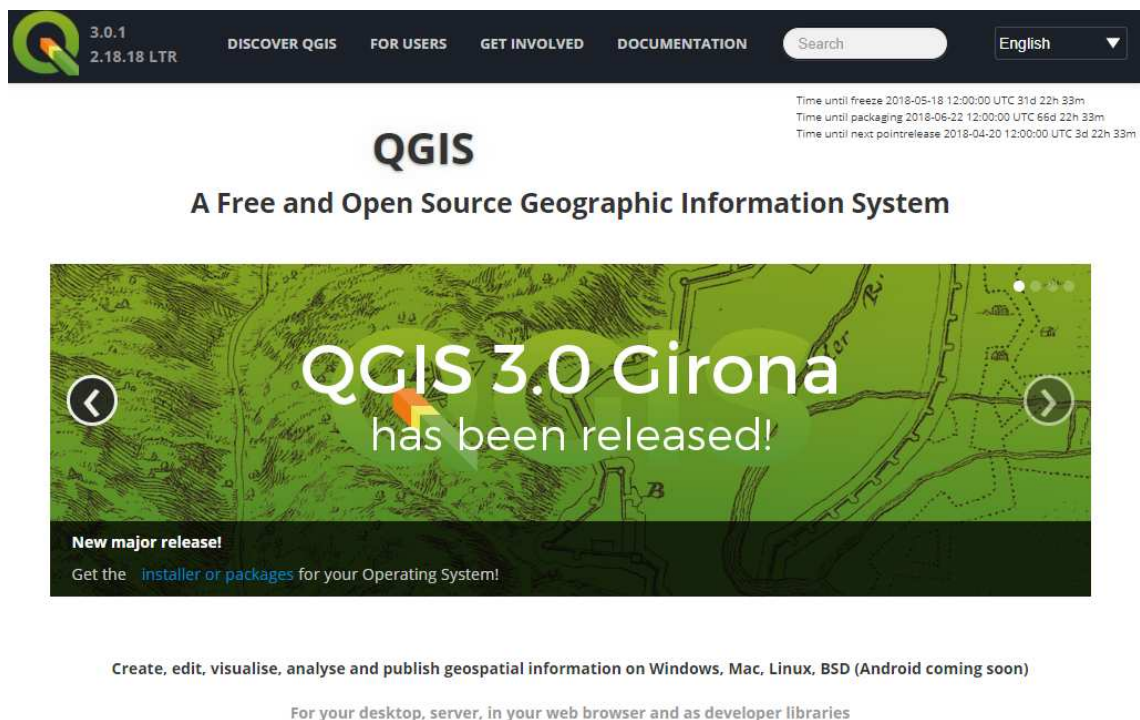 3.0.1
2.18.18 LTR
DISCOVER QGIS FOR USERS GET INVOLVED DOCUMENTATION Search English
Time until freeze 2018-05-18 12:00:00 UTC 31d 22h 33m
Time until packaging 2018-06-22 12:00:00 UTC 66d 22h 33m
Time until next pointrelease 2018-04-20 12:00:00 UTC 3d 22h 33m
QGIS
A Free and Open Source Geographic Information System
R.
QGIS
QGIS 3.0 Girona
has been released!
B
New major release!
Get the installer or packages for your Operating System!
Create, edit, visualise, analyse and publish geospatial information on Windows, Mac, Linux, BSD (Android coming soon)
For your desktop, server, in your web browser and as developer libraries